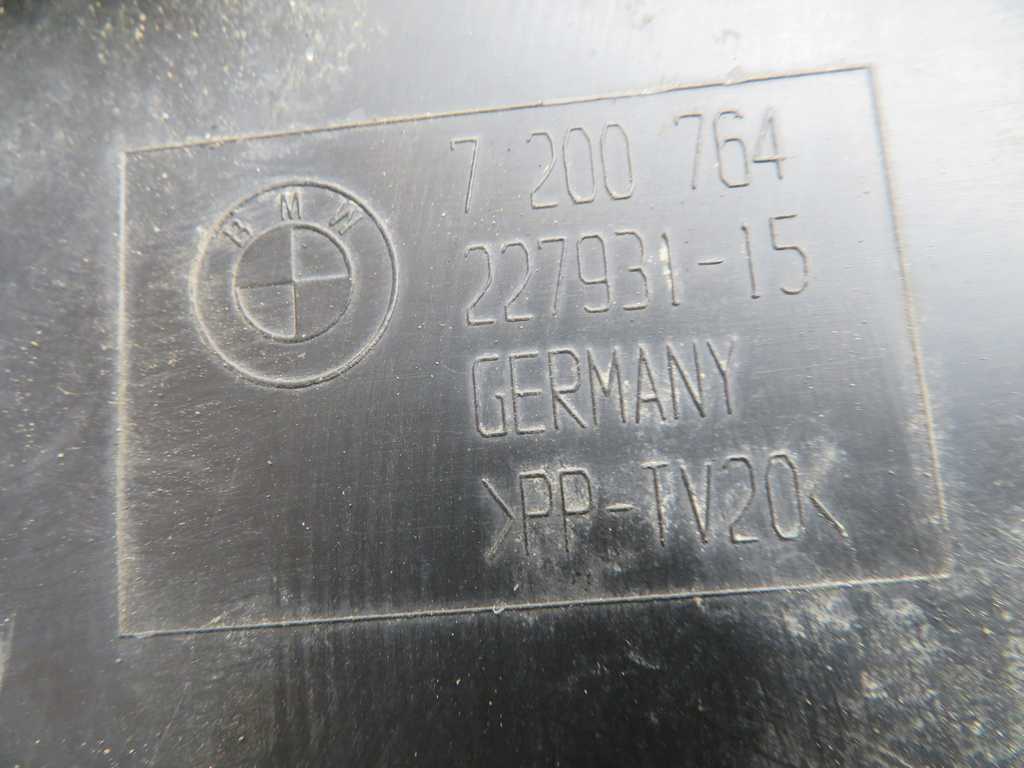 BMW
7 200 764
227931-15
GERMANY
>PP-TV20<